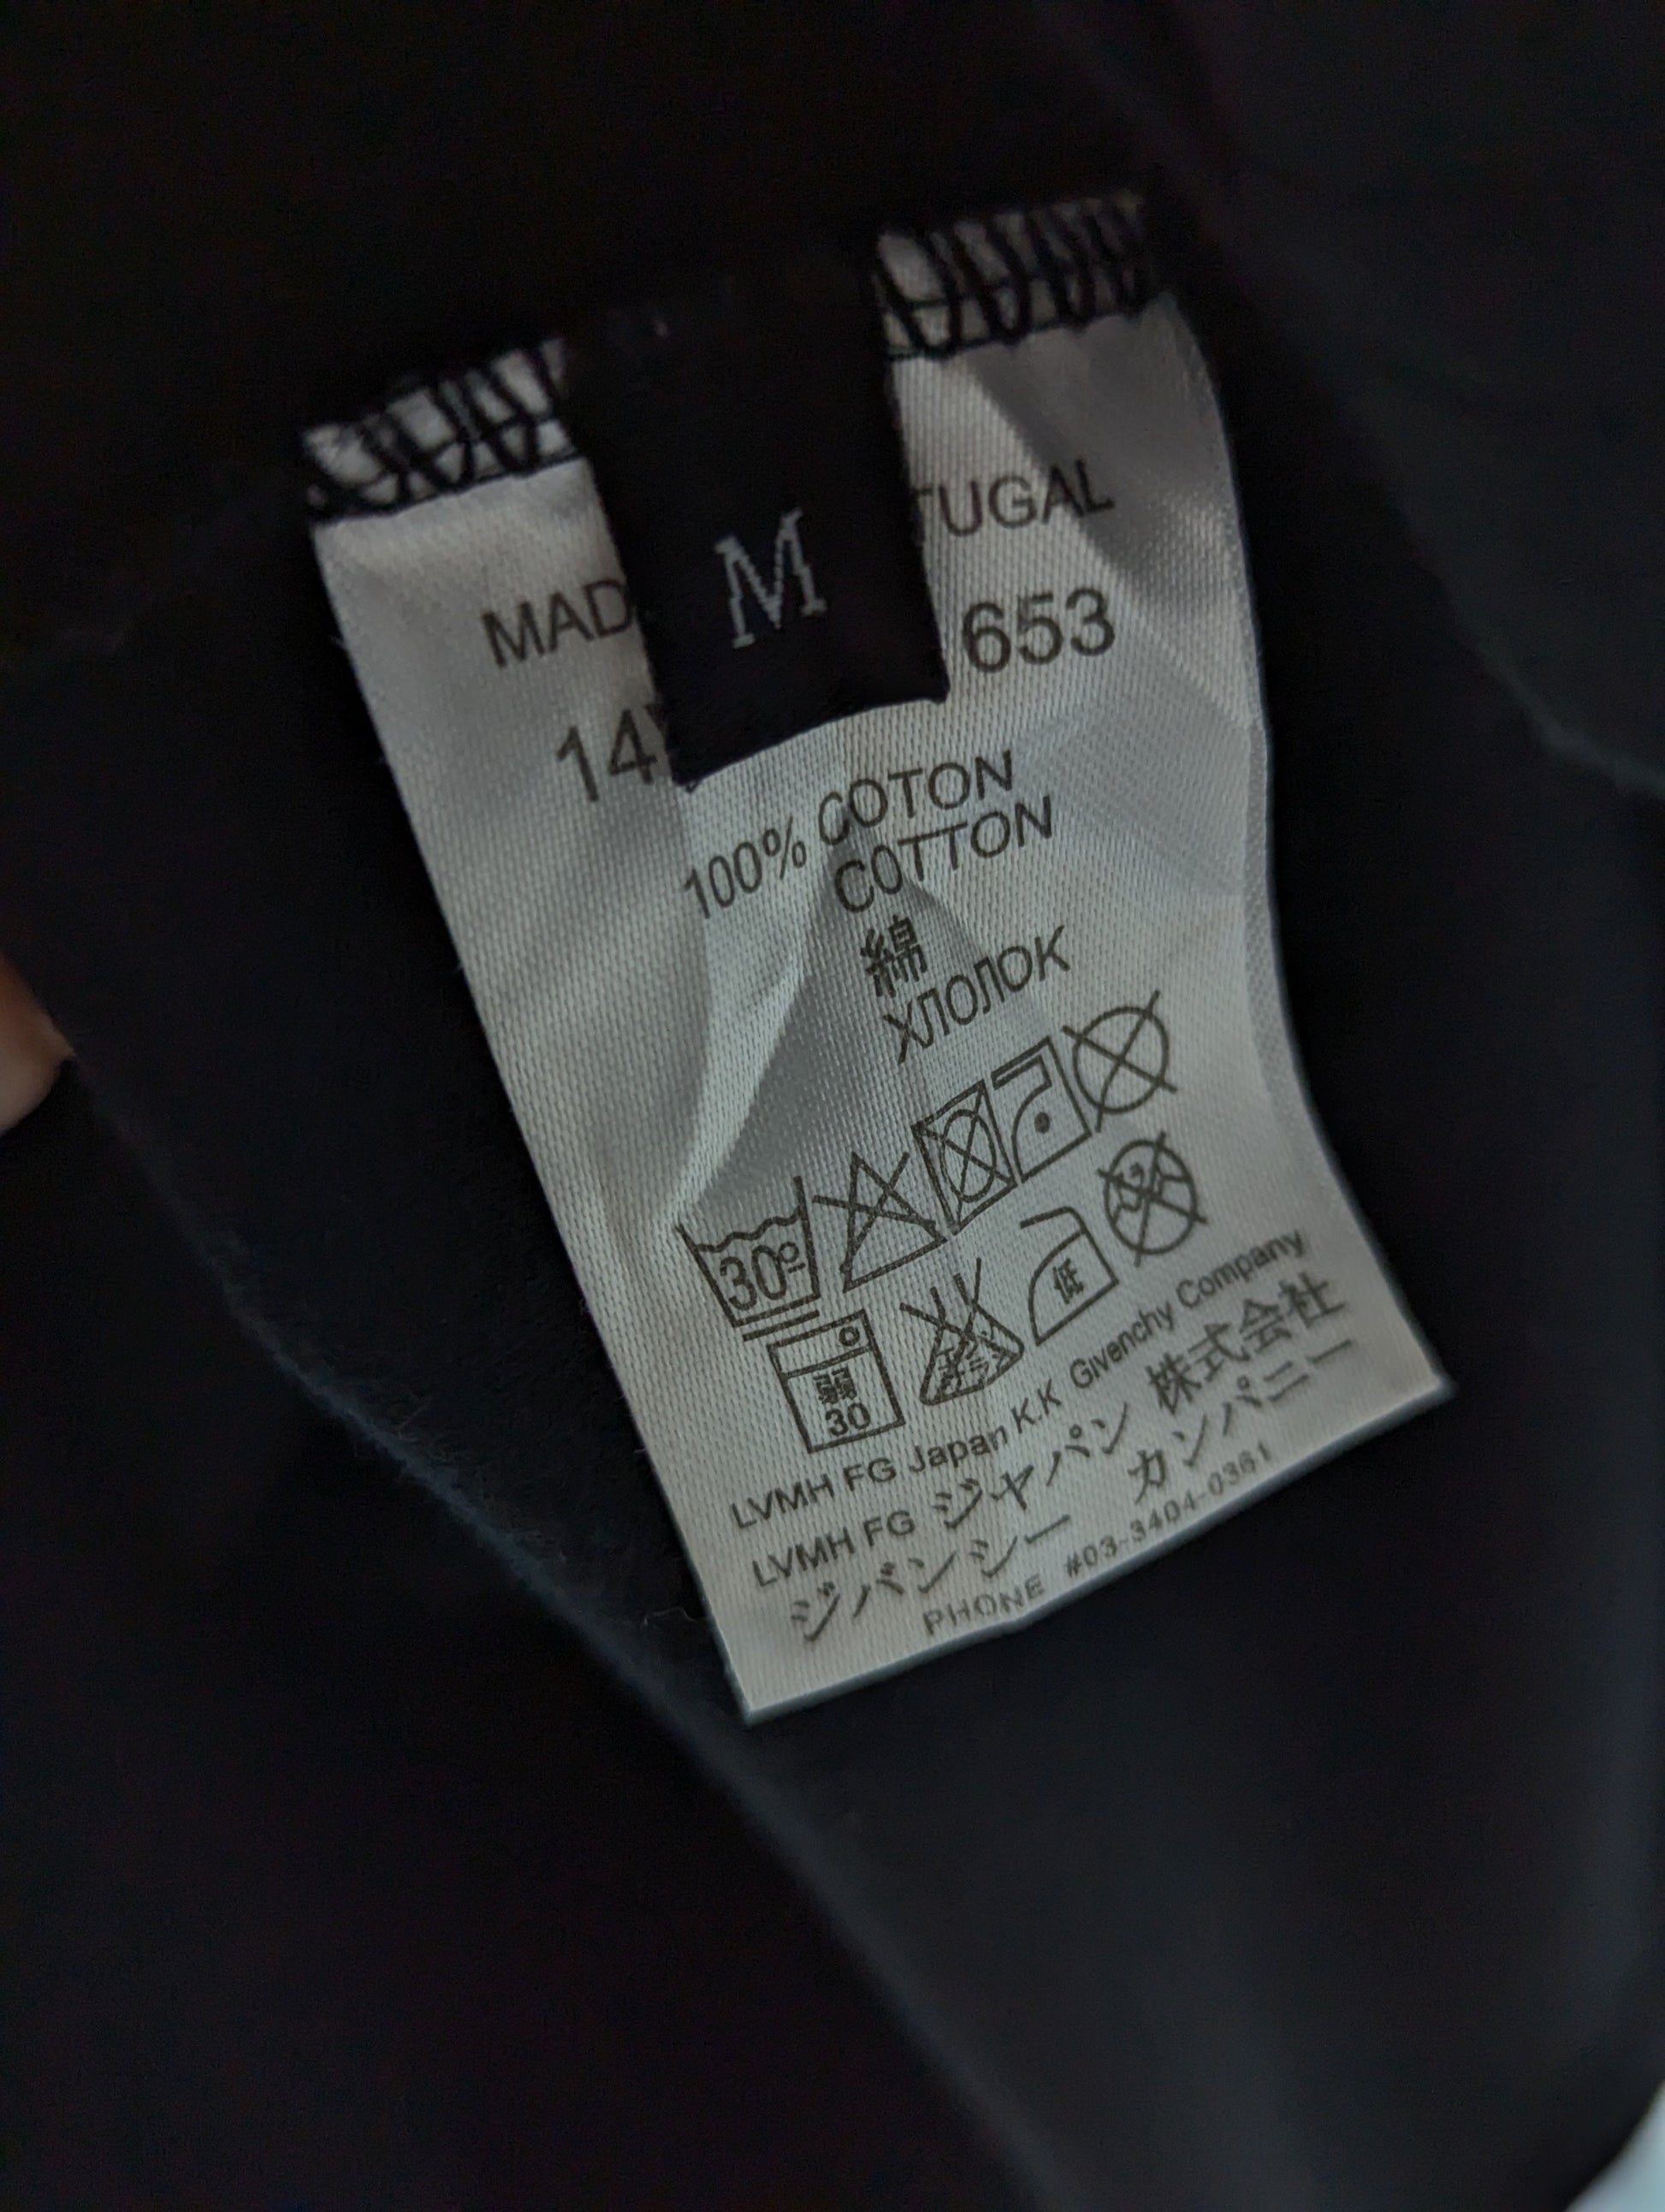 M
MAD TUGAL
14 653
100% COTON
COTTON
綿
ХЛОПОК
30º
弱
30
低
LVMH FG Japan K.K Givenchy Company
LVMH FG ジャパン 株式会社
ジバンシー カンパニー
PHONE #03-3404-0361